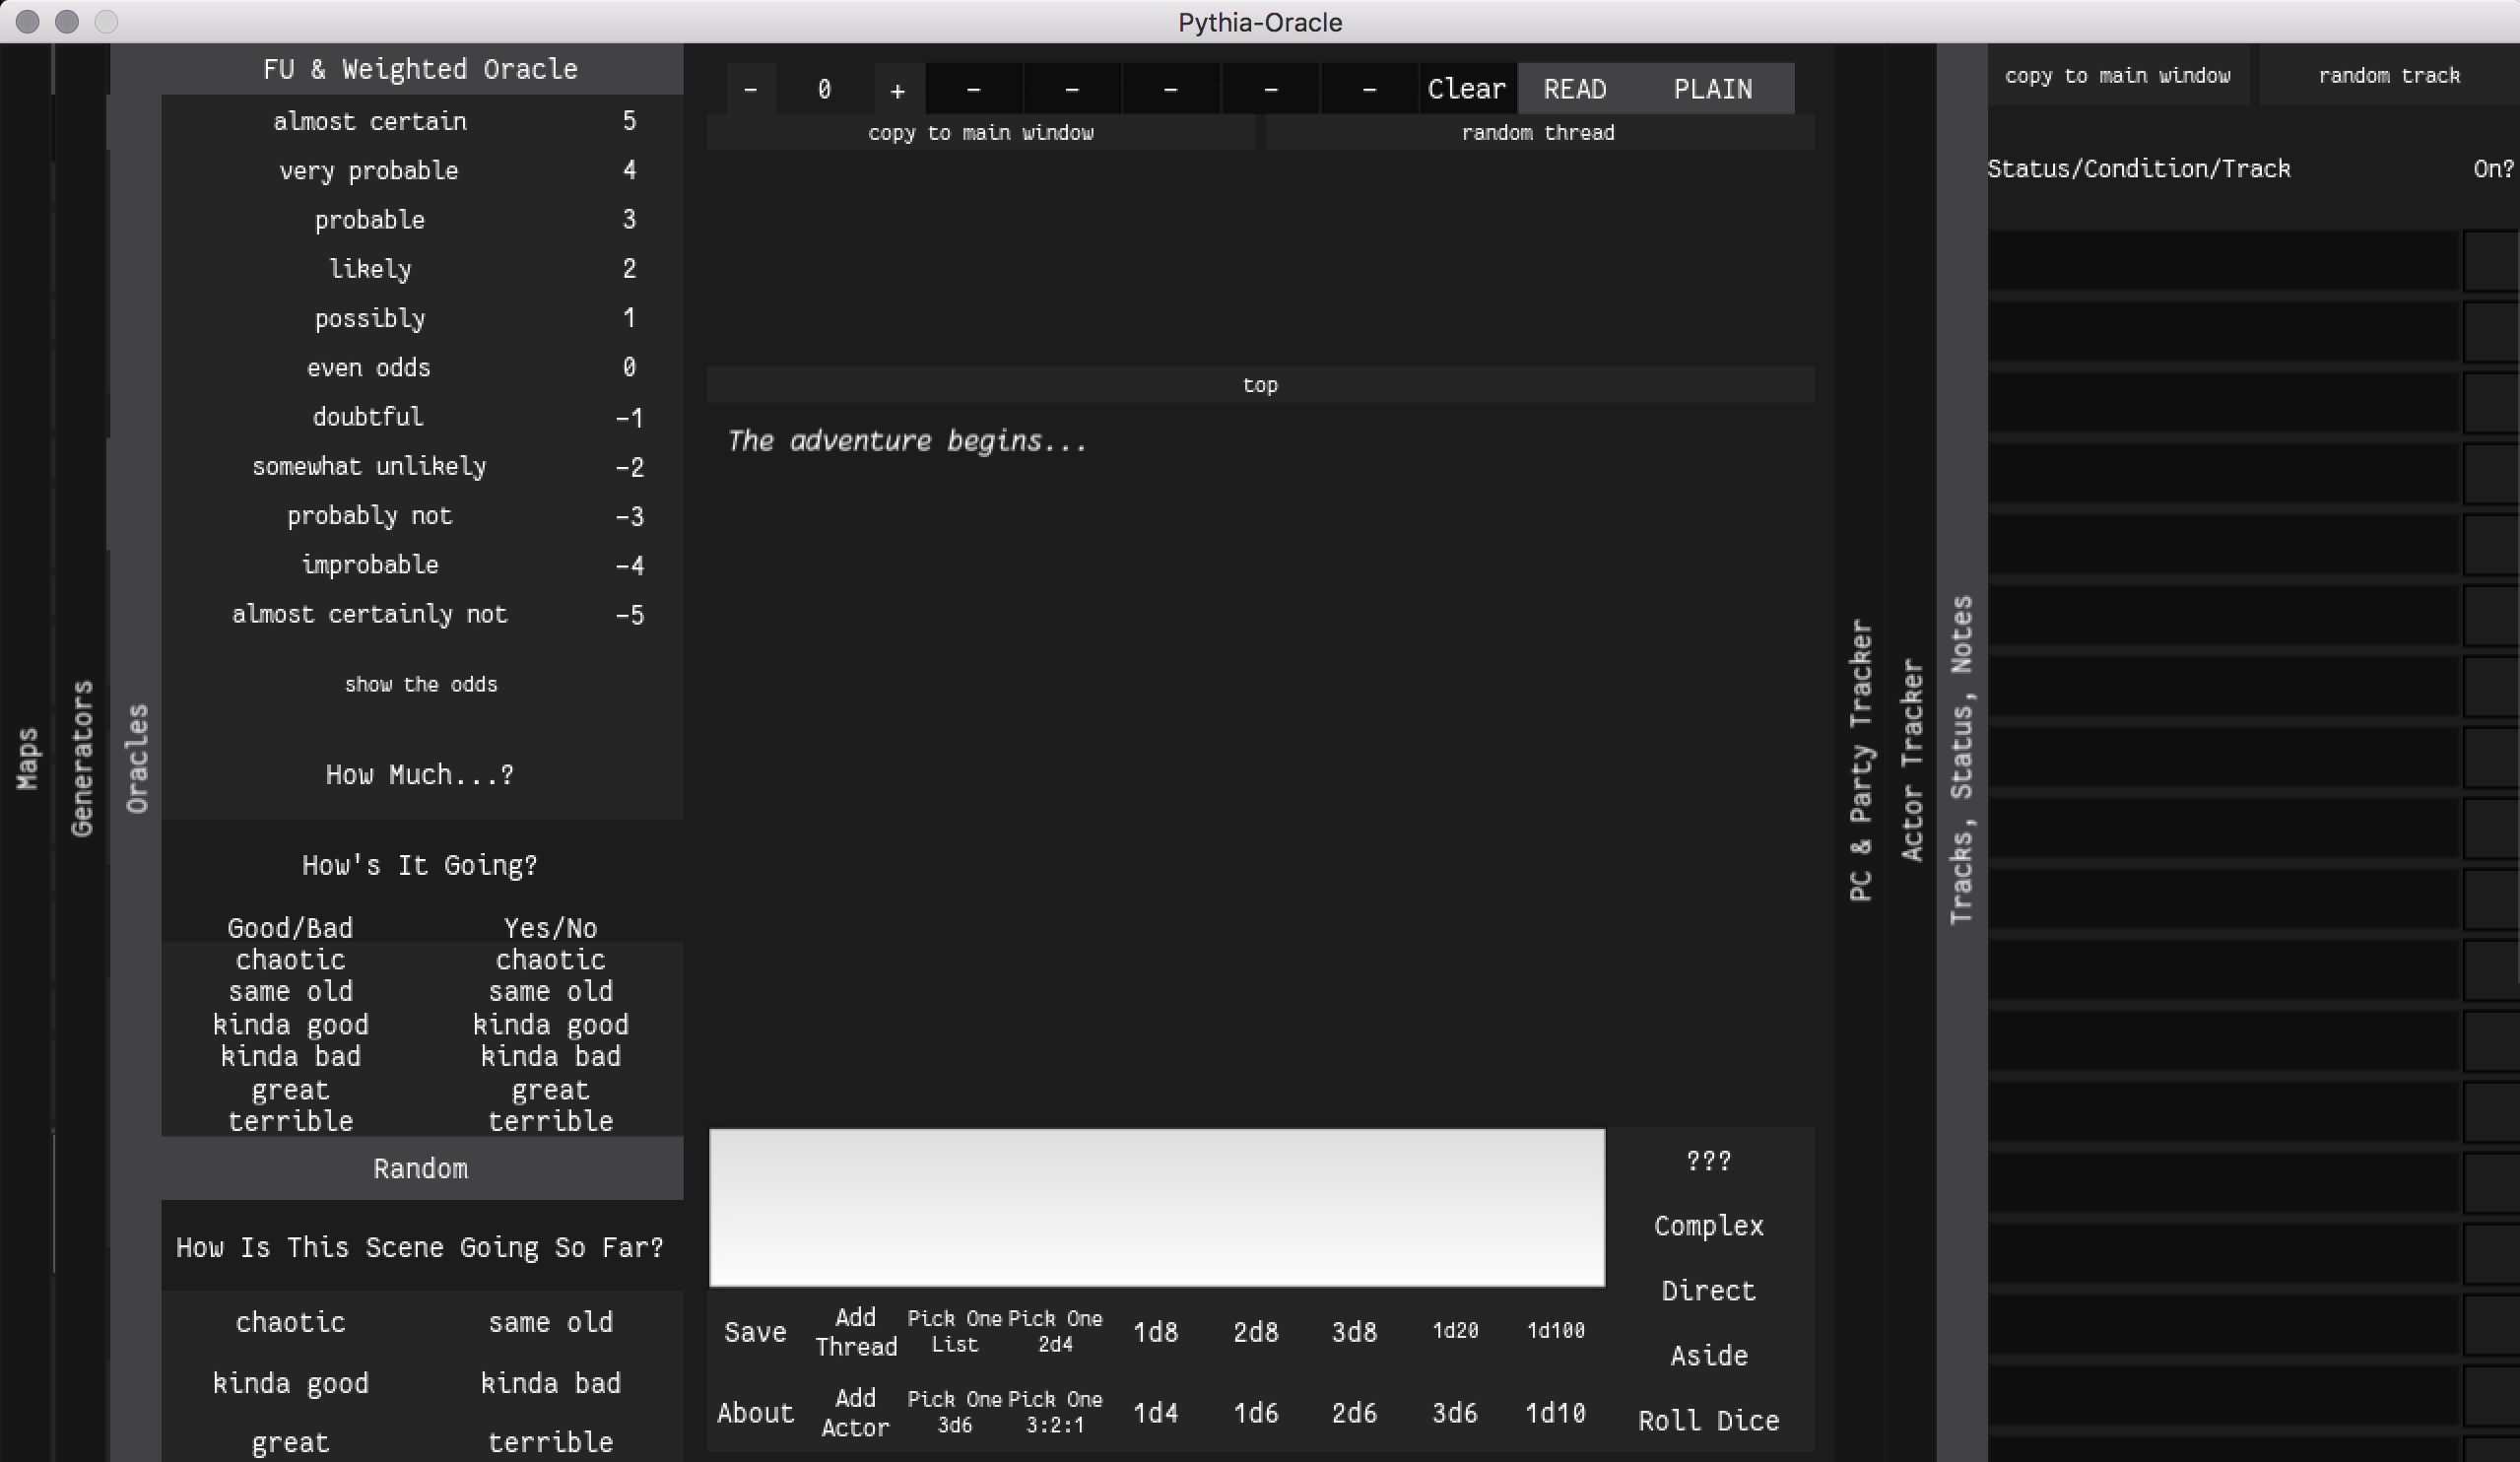 Pythia-Oracle
Maps
Generators
Oracles
FU & Weighted Oracle
almost certain 5
very probable 4
probable 3
likely 2
possibly 1
even odds 0
doubtful -1
somewhat unlikely -2
probably not -3
improbable -4
almost certainly not -5
show the odds
How Much...?
How's It Going?
Good/Bad Yes/No
chaotic chaotic
same old same old
kinda good kinda good
kinda bad kinda bad
great great
terrible terrible
Random
How Is This Scene Going So Far?
chaotic same old
kinda good kinda bad
great terrible
- 0 + - - - - - Clear READ PLAIN
copy to main window random thread
top
The adventure begins...
???
Complex
Direct
Aside
Roll Dice
Save Add Thread Pick One List Pick One 2d4 1d8 2d8 3d8 1d20 1d100
About Add Actor Pick One 3d6 Pick One 3:2:1 1d4 1d6 2d6 3d6 1d10
PC & Party Tracker
Actor Tracker
Tracks, Status, Notes
copy to main window random track
Status/Condition/Track On?